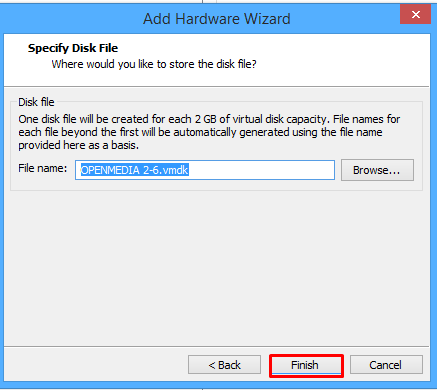 Add Hardware Wizard
Specify Disk File
Where would you like to store the disk file?
Disk file
One disk file will be created for each 2 GB of virtual disk capacity. File names for
each file beyond the first will be automatically generated using the file name
provided here as a basis.
File name: OPENMEDIA 2-6.vmdk Browse...
< Back Finish Cancel